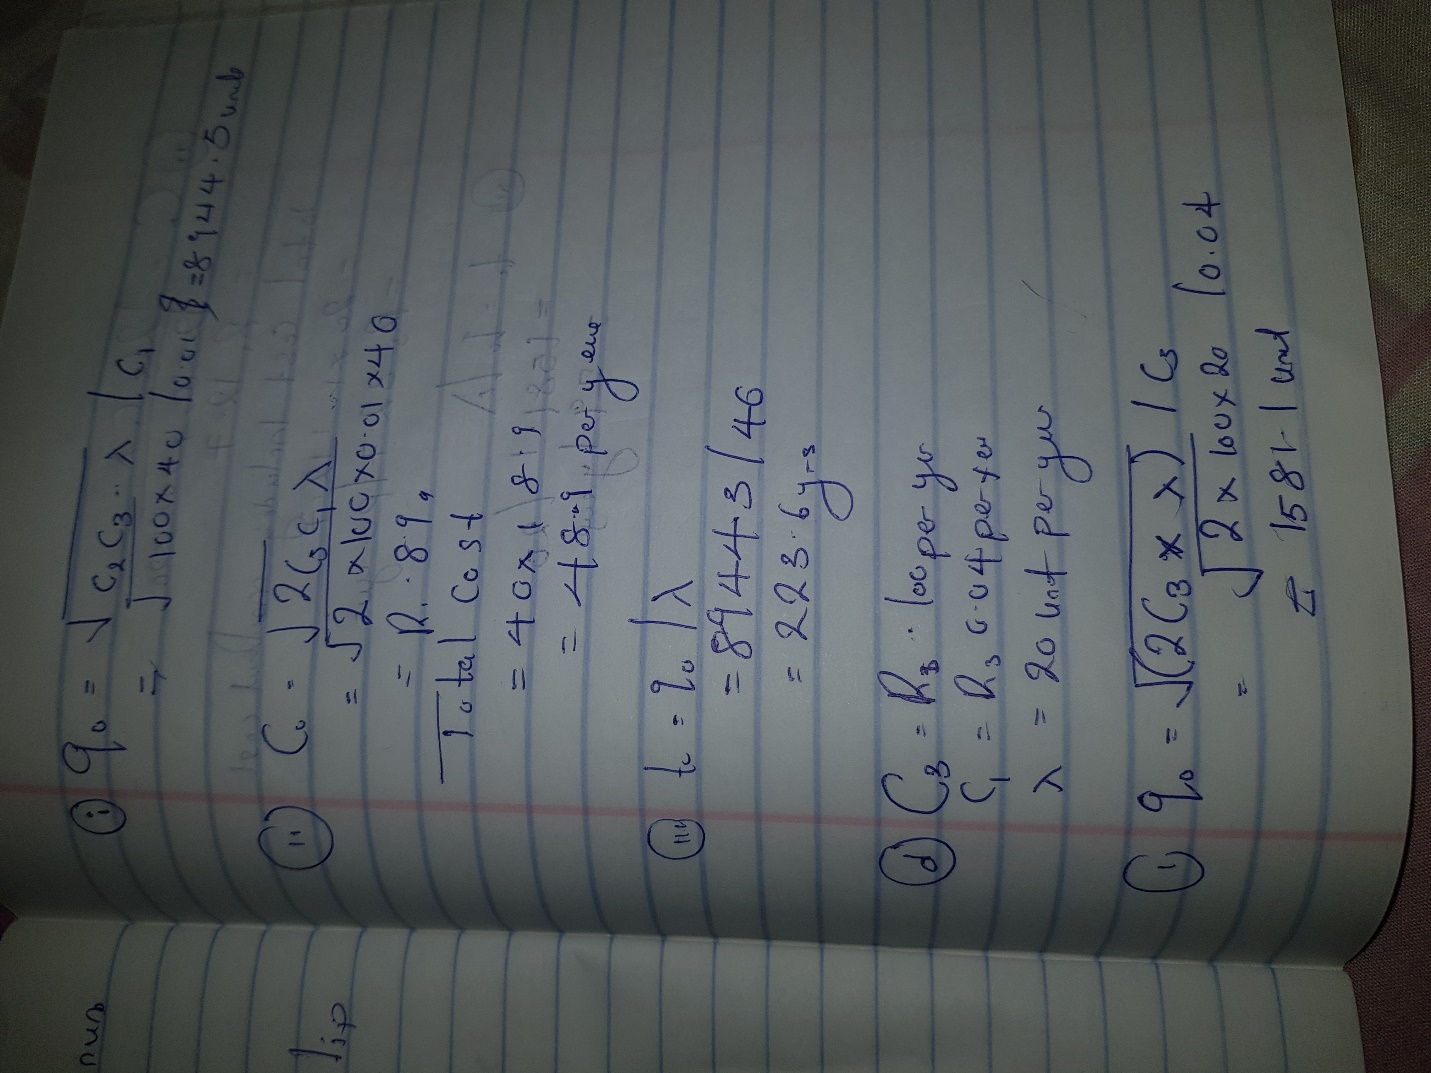 (i) q₀ = √C₂C₃ · λ / C₁
= √100×40 / 0.01 = 8944.5 unit
(ii) C₀ = √2C₃C₁λ
= √2×100×0.01×40
= R. 8.9,
Total Cost
= 40 × 1 8.9
= 48.9 per year
(iii) t₀ = q₀ / λ
= 8944.3 / 40
= 223.6 yrs
(d) C₃ = R₃. 100 per yr
C₁ = R₃ 0.04 per year
λ = 20 unit per year
(i) q₀ = √(2C₃ × λ) / C₃
= √2 × 100×20 / 0.04
= 1581.1 unit